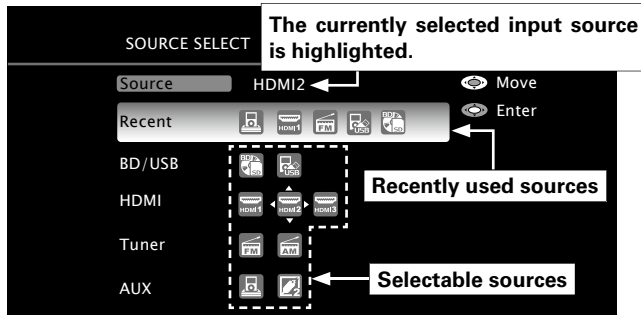 The currently selected input source
is highlighted.
SOURCE SELECT
Source HDMI2 Move
Recent HDMI1 FM USB BD/SD Enter
Recently used sources
BD/USB BD/SD USB
HDMI HDMI1 HDMI2 HDMI3
Tuner FM AM
AUX 2
Selectable sources